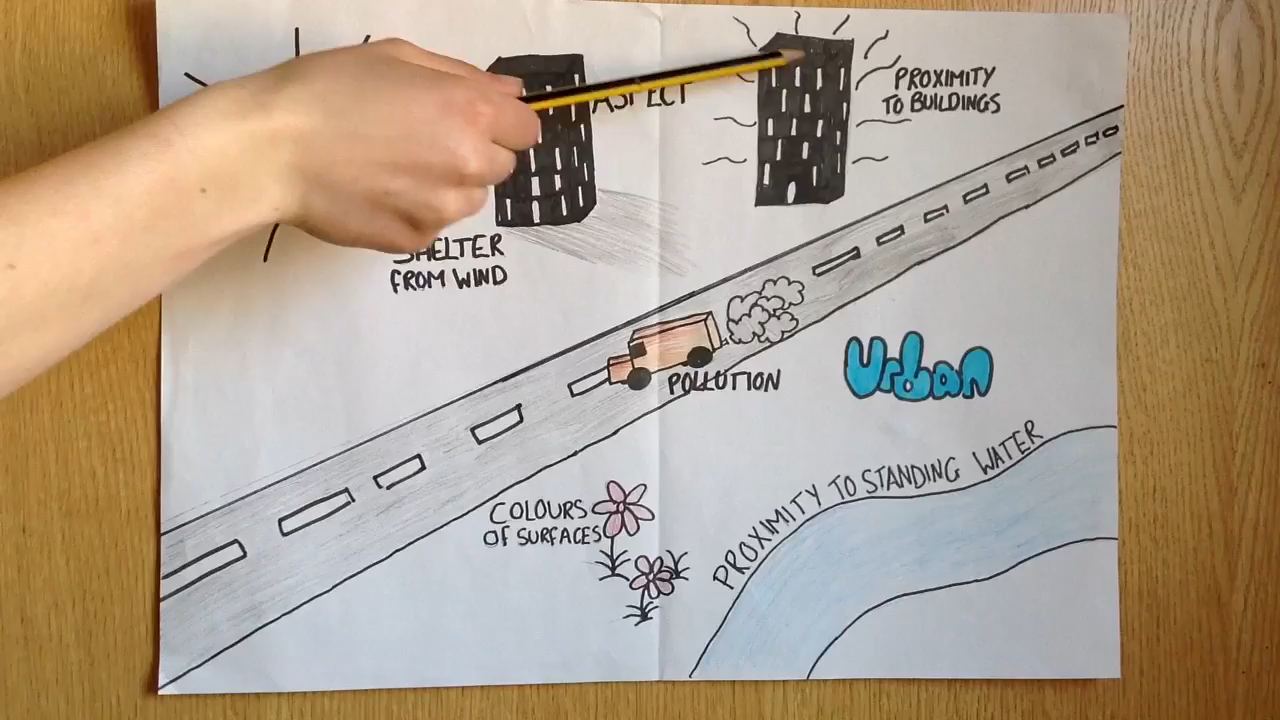 ASPECT
PROXIMITY
TO BUILDINGS
SHELTER
FROM WIND
POLLUTION
Urban
COLOURS
OF SURFACES
PROXIMITY TO STANDING WATER